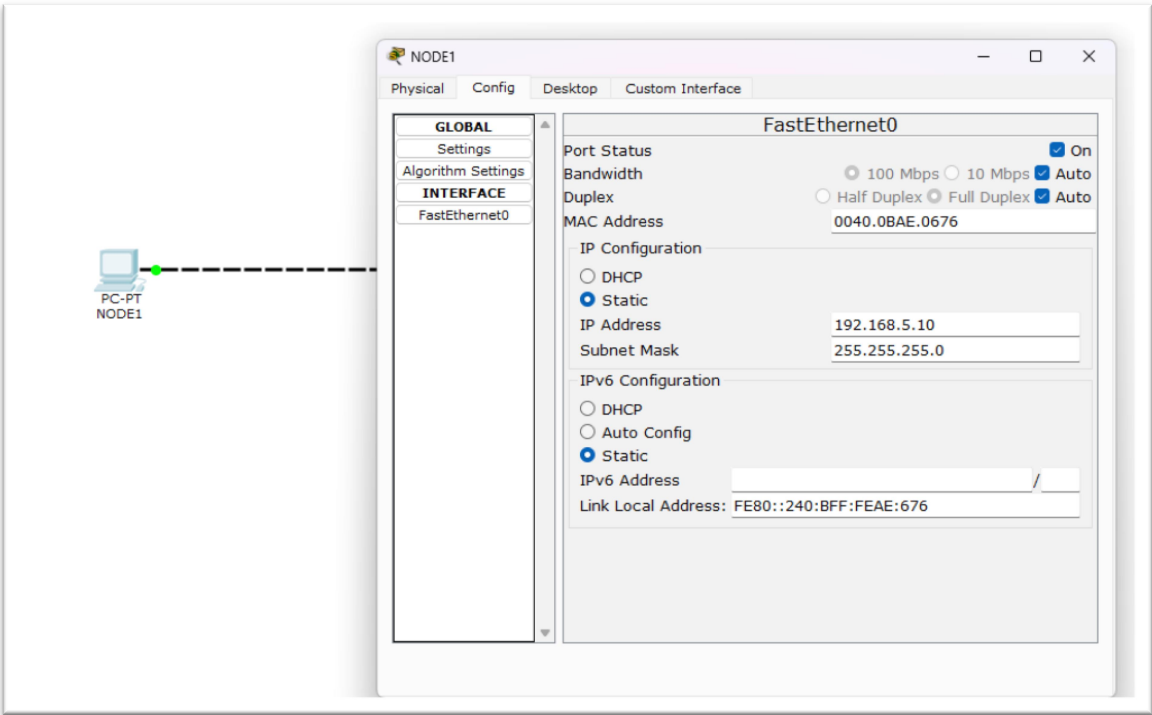 NODE1
Physical Config Desktop Custom Interface
GLOBAL
Settings
Algorithm Settings
INTERFACE
FastEthernet0
FastEthernet0
Port Status On
Bandwidth 100 Mbps 10 Mbps Auto
Duplex Half Duplex Full Duplex Auto
MAC Address 0040.0BAE.0676
IP Configuration
DHCP
Static
IP Address 192.168.5.10
Subnet Mask 255.255.255.0
IPv6 Configuration
DHCP
Auto Config
Static
IPv6 Address /
Link Local Address: FE80::240:BFF:FEAE:676
PC-PT
NODE1